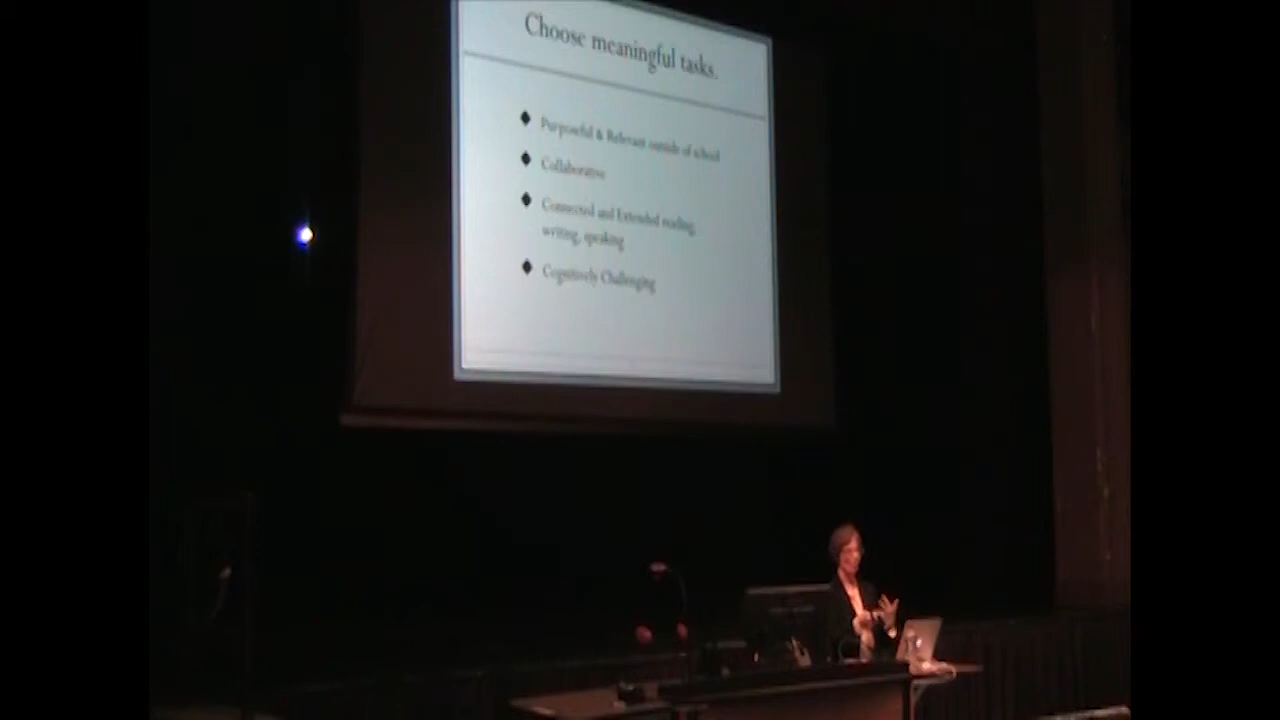 Choose meaningful tasks.
Purposeful & Relevant outside of school
Collaborative
Connected and Extended reading,
writing, speaking
Cognitively Challenging